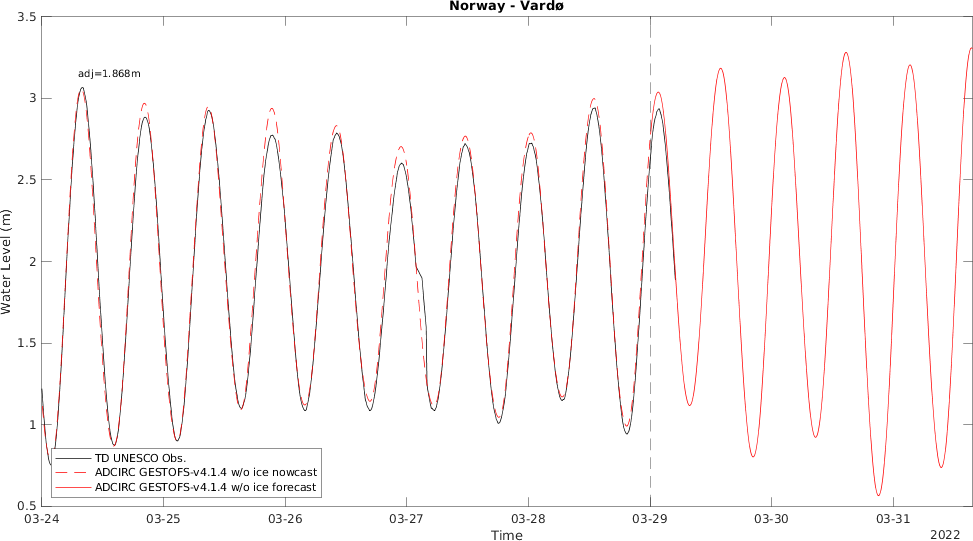 Norway - Vardø
3.5
adj=1.868m
3
2.5
2
1.5
1
0.5
Water Level (m)
TD UNESCO Obs.
ADCIRC GESTOFS-v4.1.4 w/o ice nowcast
ADCIRC GESTOFS-v4.1.4 w/o ice forecast
03-24 03-25 03-26 03-27 03-28 03-29 03-30 03-31
Time
2022